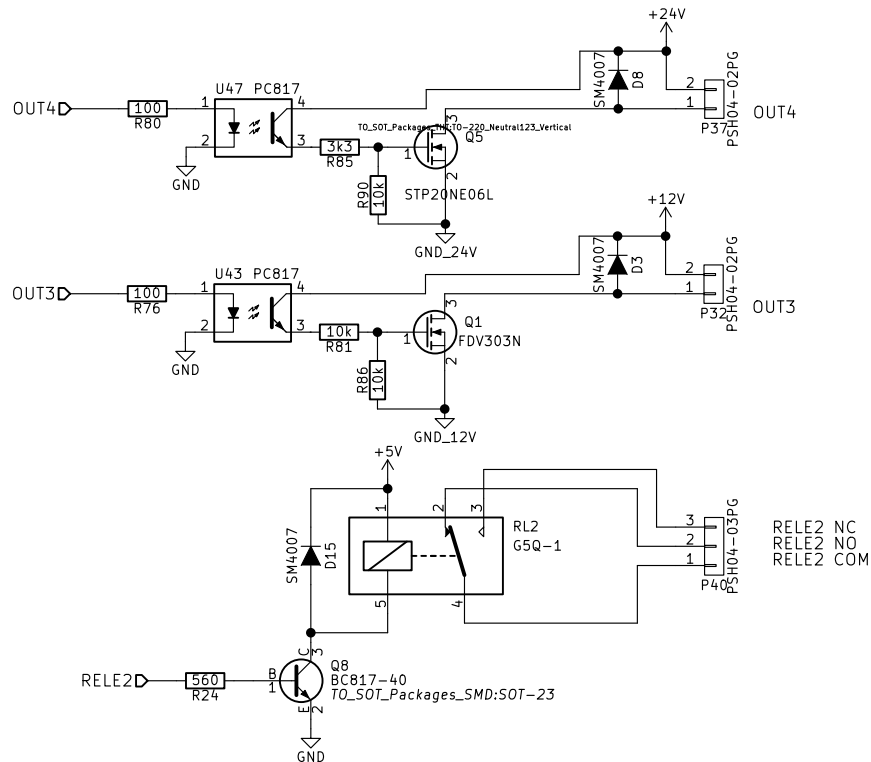 +24V
U47 PC817
SM4007
D8
PSH04-02PG
OUT4
100
R80
1
4
2
3
3k3
R85
TO_SOT_Packages_THT:TO-220_Neutral123_Vertical
3
Q5
1
2
STP20NE06L
R90
10k
2
1
P37
OUT4
GND
GND_24V
+12V
U43 PC817
SM4007
D3
PSH04-02PG
OUT3
100
R76
1
4
2
3
10k
R81
3
Q1
FDV303N
1
2
R86
10k
2
1
P32
OUT3
GND
GND_12V
+5V
1
2
3
RL2
G5Q-1
SM4007
D15
5
4
3
2
1
P40
PSH04-03PG
RELE2 NC
RELE2 NO
RELE2 COM
RELE2
560
R24
B
1
C
3
E
2
Q8
BC817-40
TO_SOT_Packages_SMD:SOT-23
GND